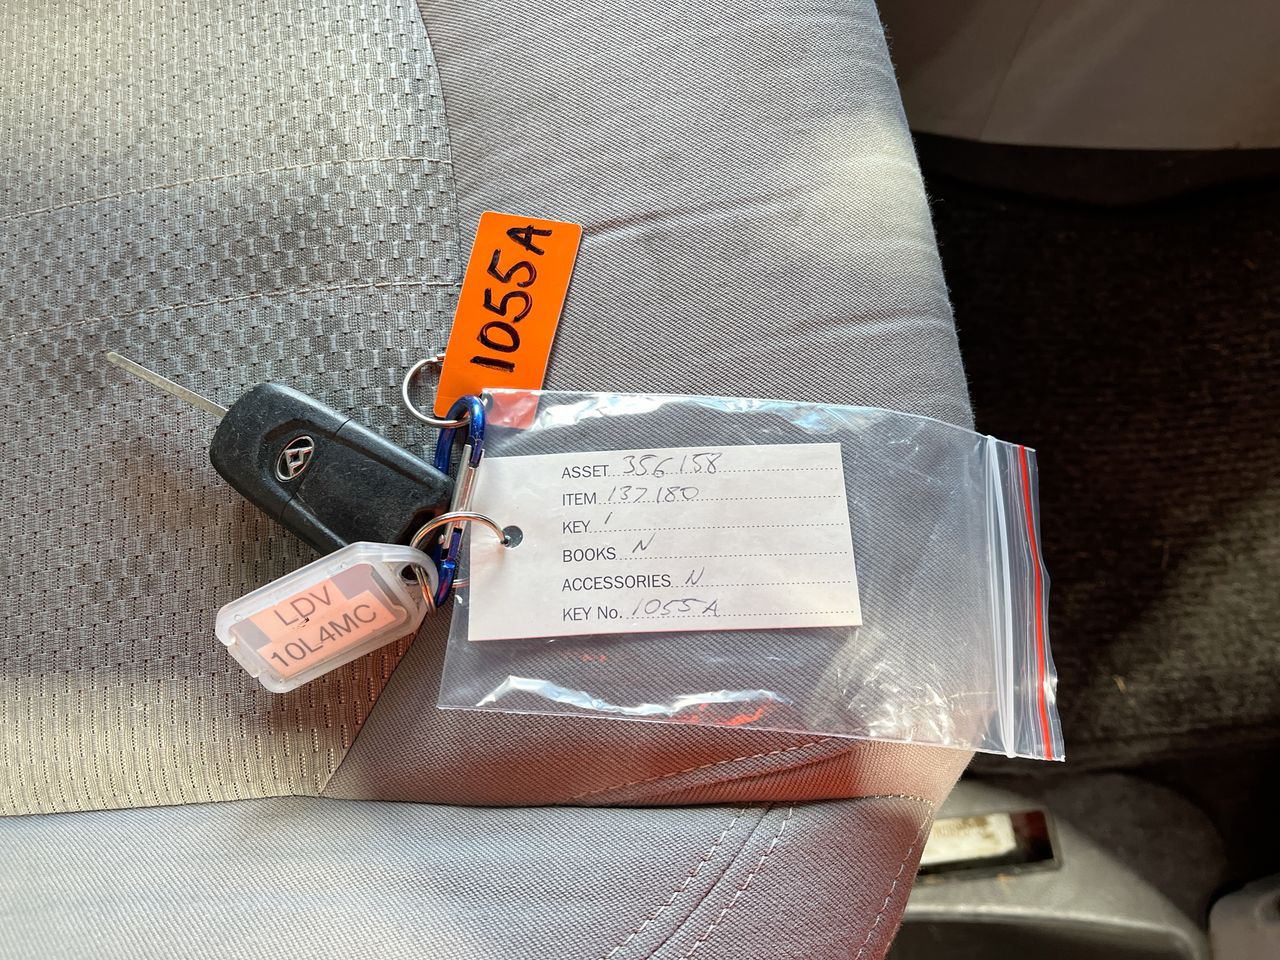 1055A
ASSET 356158
ITEM 137180
KEY 1
BOOKS N
ACCESSORIES N
KEY No. 1055A
LDV
10L4MC